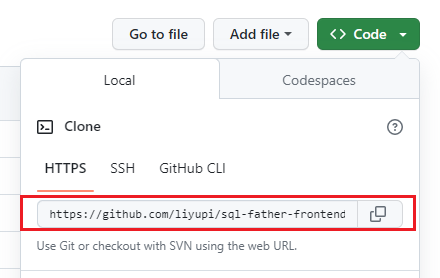 Go to file Add file Code
Local Codespaces
Clone
HTTPS SSH GitHub CLI
https://github.com/liyupi/sql-father-frontend
Use Git or checkout with SVN using the web URL.